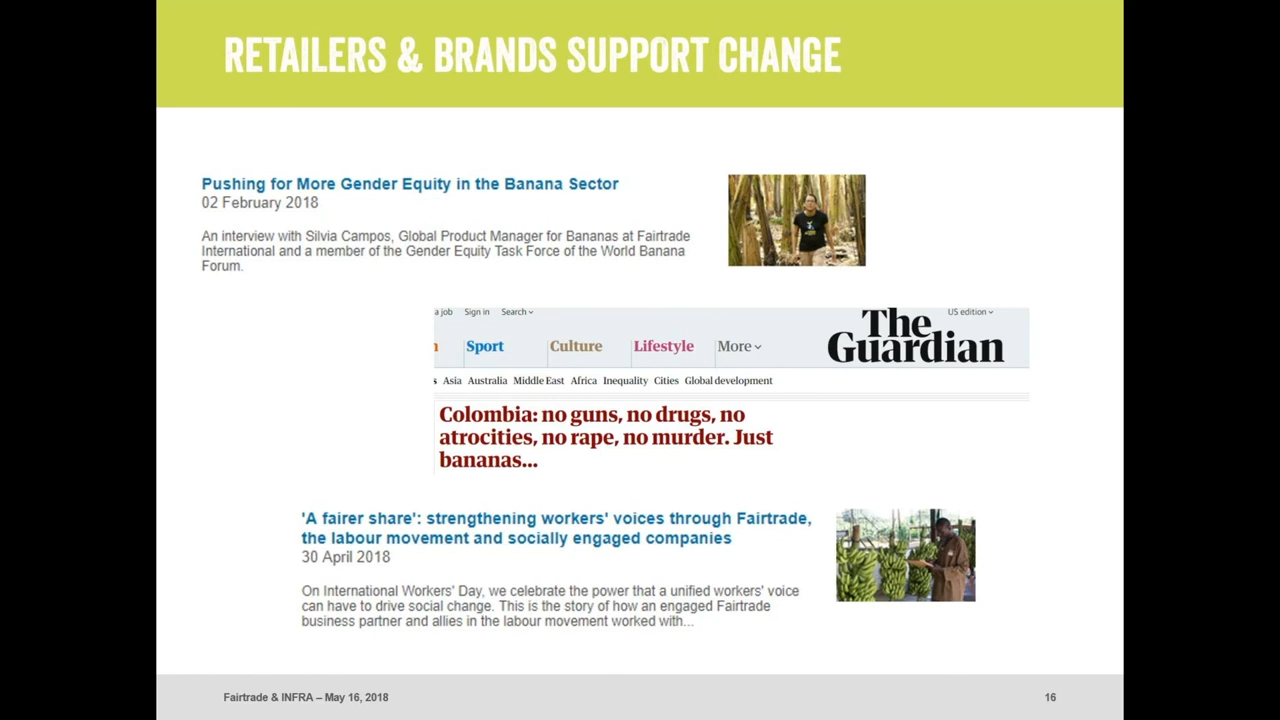 RETAILERS & BRANDS SUPPORT CHANGE
Pushing for More Gender Equity in the Banana Sector
02 February 2018
An interview with Silvia Campos, Global Product Manager for Bananas at Fairtrade
International and a member of the Gender Equity Task Force of the World Banana
Forum.
a job Sign in Search
US edition
The
Guardian
n Sport Culture Lifestyle More
s Asia Australia Middle East Africa Inequality Cities Global development
Colombia: no guns, no drugs, no
atrocities, no rape, no murder. Just
bananas...
'A fairer share': strengthening workers' voices through Fairtrade,
the labour movement and socially engaged companies
30 April 2018
On International Workers' Day, we celebrate the power that a unified workers' voice
can have to drive social change. This is the story of how an engaged Fairtrade
business partner and allies in the labour movement worked with...
Fairtrade & INFRA – May 16, 2018
16